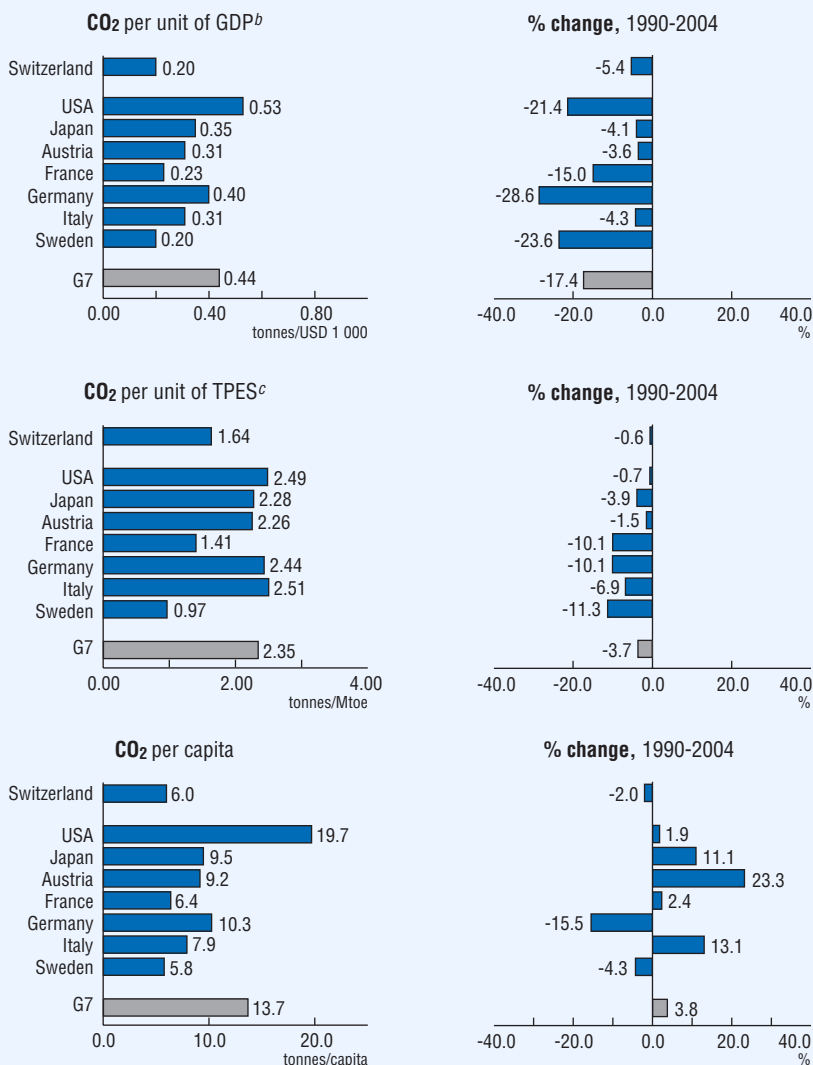 CO2 per unit of GDPb
% change, 1990-2004
Switzerland 0.20 -5.4
USA 0.53 -21.4
Japan 0.35 -4.1
Austria 0.31 -3.6
France 0.23 -15.0
Germany 0.40 -28.6
Italy 0.31 -4.3
Sweden 0.20 -23.6
G7 0.44 -17.4
0.00 0.40 0.80 -40.0 -20.0 0.0 20.0 40.0
tonnes/USD 1 000 %
CO2 per unit of TPESc
% change, 1990-2004
Switzerland 1.64 -0.6
USA 2.49 -0.7
Japan 2.28 -3.9
Austria 2.26 -1.5
France 1.41 -10.1
Germany 2.44 -10.1
Italy 2.51 -6.9
Sweden 0.97 -11.3
G7 2.35 -3.7
0.00 2.00 4.00 -40.0 -20.0 0.0 20.0 40.0
tonnes/Mtoe %
CO2 per capita
% change, 1990-2004
Switzerland 6.0 -2.0
USA 19.7 1.9
Japan 9.5 11.1
Austria 9.2 23.3
France 6.4 2.4
Germany 10.3 -15.5
Italy 7.9 13.1
Sweden 5.8 -4.3
G7 13.7 3.8
0.0 10.0 20.0 -40.0 -20.0 0.0 20.0 40.0
tonnes/capita %